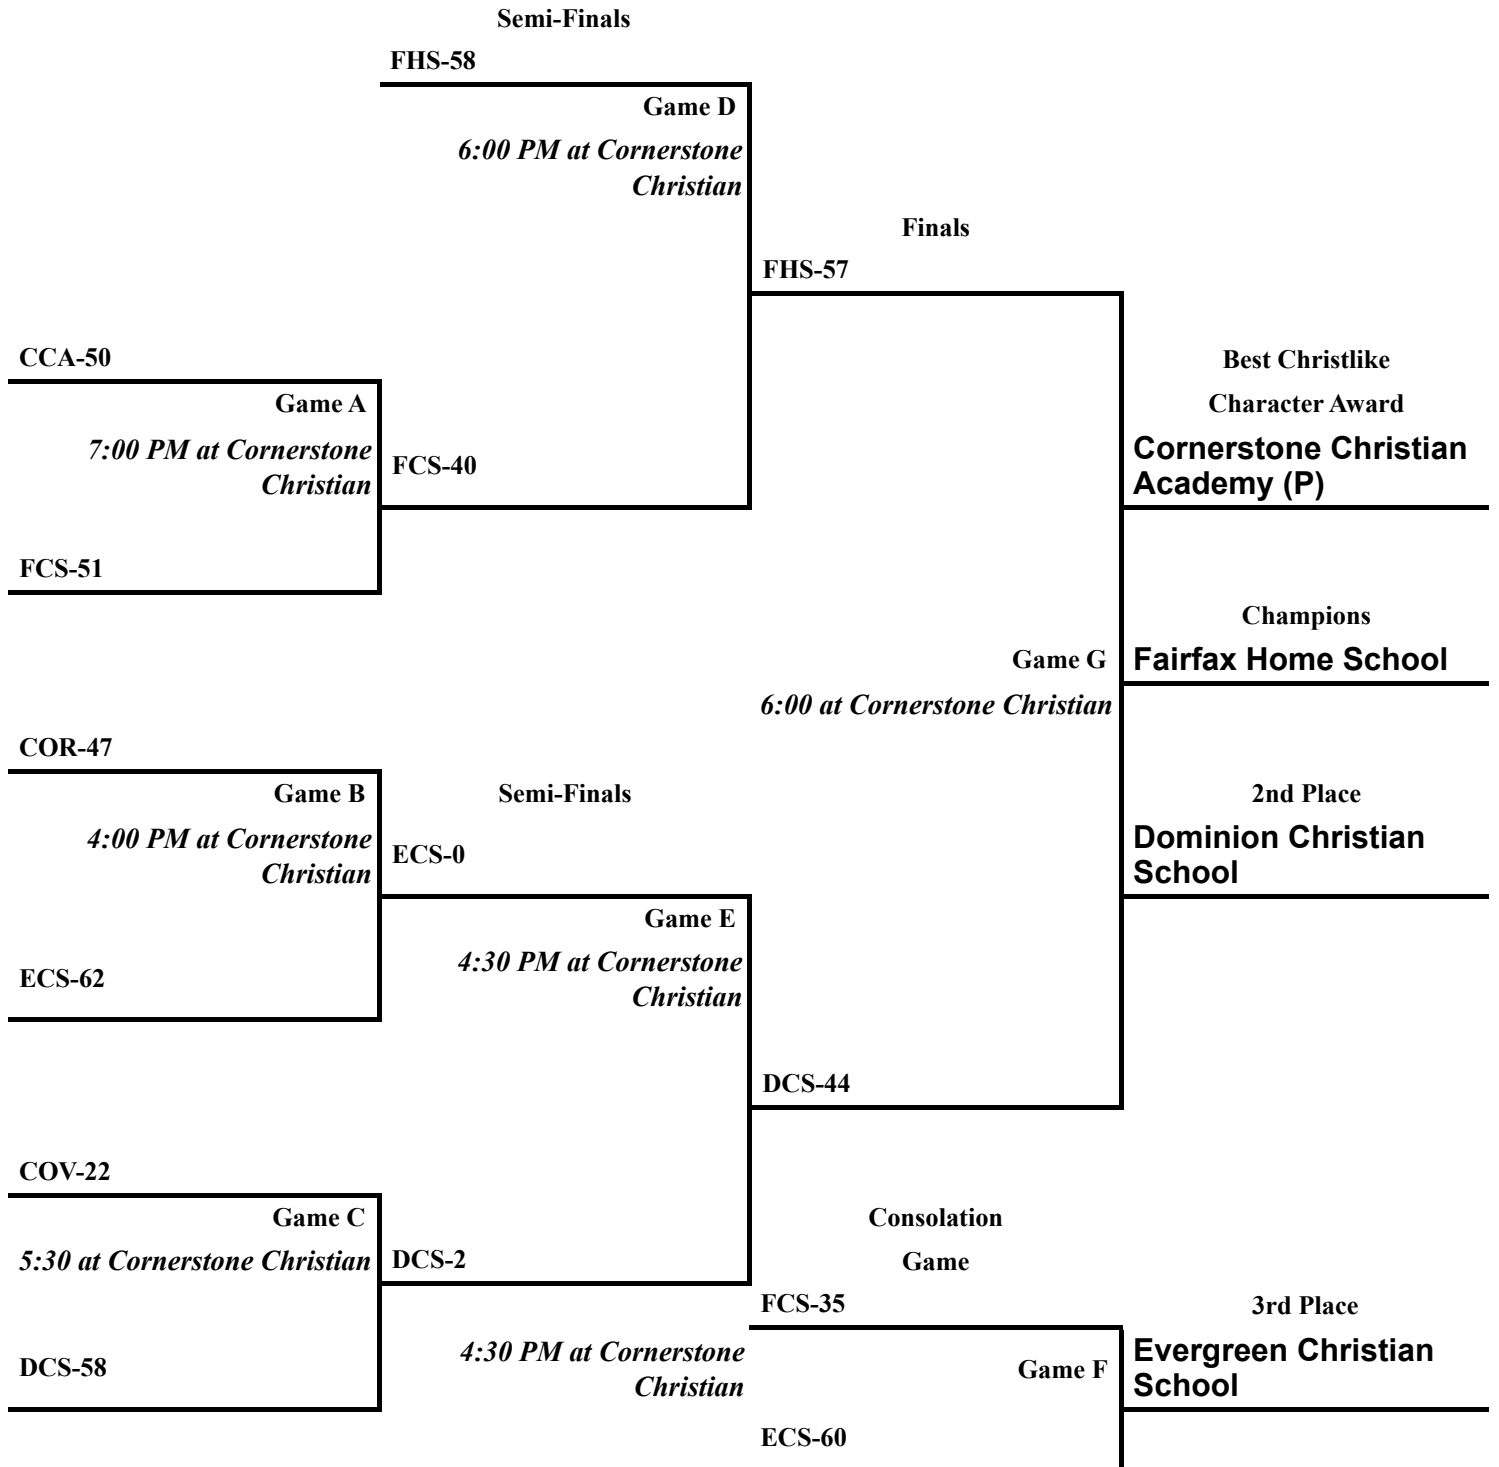 Semi-Finals
FHS-58
Game D
6:00 PM at Cornerstone
Christian
Finals
FHS-57
CCA-50
Game A
7:00 PM at Cornerstone
Christian
FCS-40
FCS-51
Best Christlike
Character Award
Cornerstone Christian
Academy (P)
Champions
Game G
Fairfax Home School
6:00 at Cornerstone Christian
COR-47
Game B
4:00 PM at Cornerstone
Christian
Semi-Finals
ECS-0
2nd Place
Dominion Christian
School
Game E
4:30 PM at Cornerstone
Christian
ECS-62
DCS-44
COV-22
Game C
5:30 at Cornerstone Christian
DCS-2
DCS-58
Consolation
Game
FCS-35
4:30 PM at Cornerstone
Christian
Game F
3rd Place
Evergreen Christian
School
ECS-60